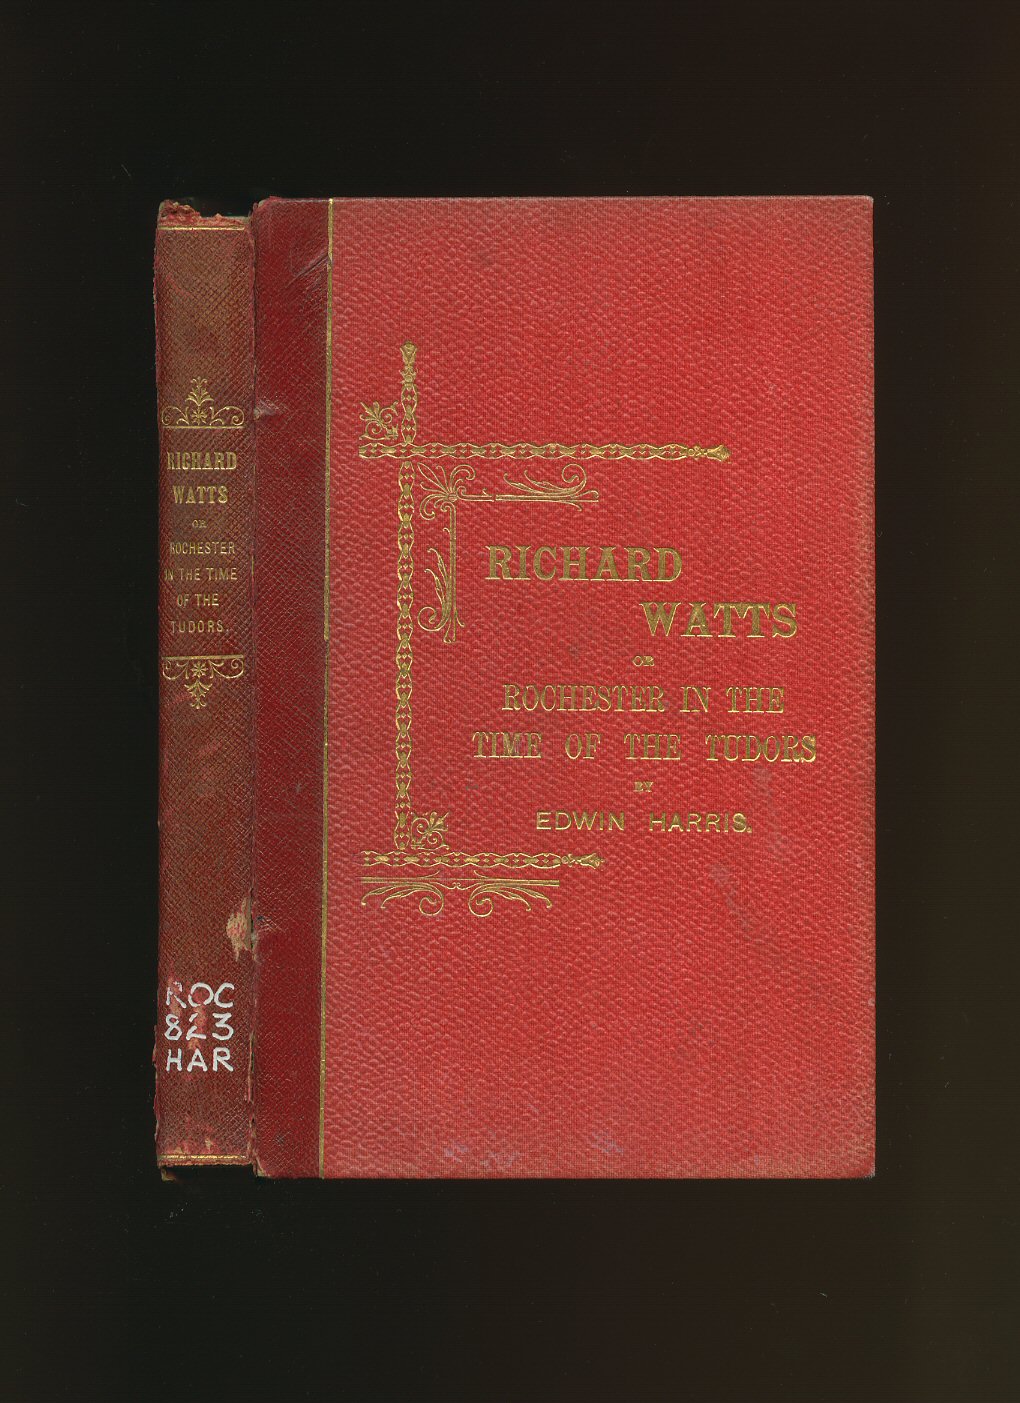 RICHARD
WATTS
OR
ROCHESTER
IN THE TIME
OF THE
TUDORS.
ROC
823
HAR
RICHARD
WATTS
OR
ROCHESTER IN THE
TIME OF THE TUDORS
BY
EDWIN HARRIS.